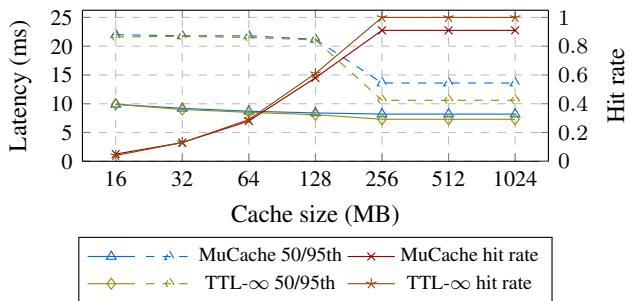 25
20
15
10
5
0
Latency (ms)
1
0.8
0.6
0.4
0.2
0
Hit rate
16 32 64 128 256 512 1024
Cache size (MB)
MuCache 50/95th MuCache hit rate
TTL-∞ 50/95th TTL-∞ hit rate